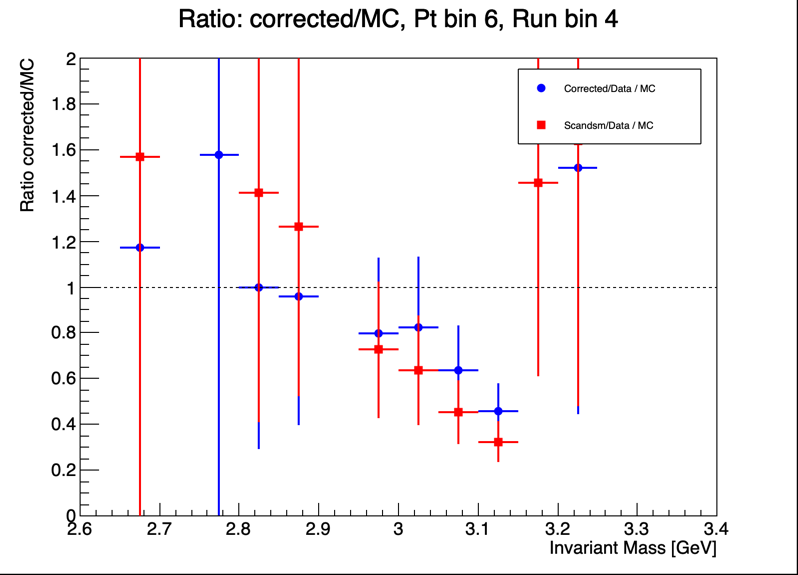 Ratio: corrected/MC, Pt bin 6, Run bin 4
Ratio corrected/MC
2
1.8
1.6
1.4
1.2
1
0.8
0.6
0.4
0.2
0
Corrected/Data / MC
Scandsm/Data / MC
2.6 2.7 2.8 2.9 3 3.1 3.2 3.3 3.4
Invariant Mass [GeV]